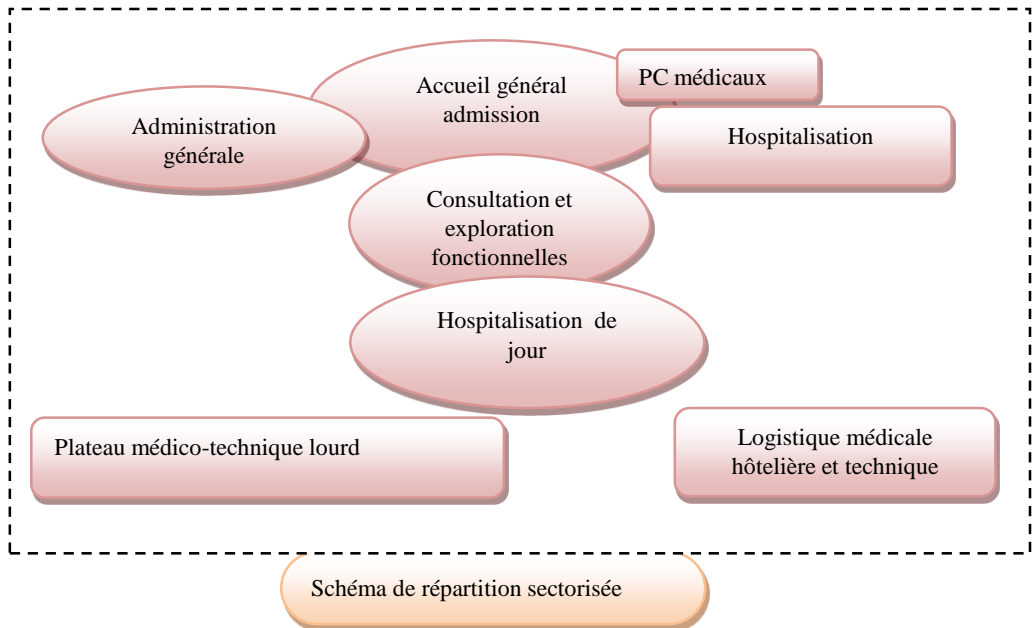 Accueil général
admission
PC médicaux
Administration
générale
Hospitalisation
Consultation et
exploration
fonctionnelles
Hospitalisation de
jour
Plateau médico-technique lourd
Logistique médicale
hôtelière et technique
Schéma de répartition sectorisée